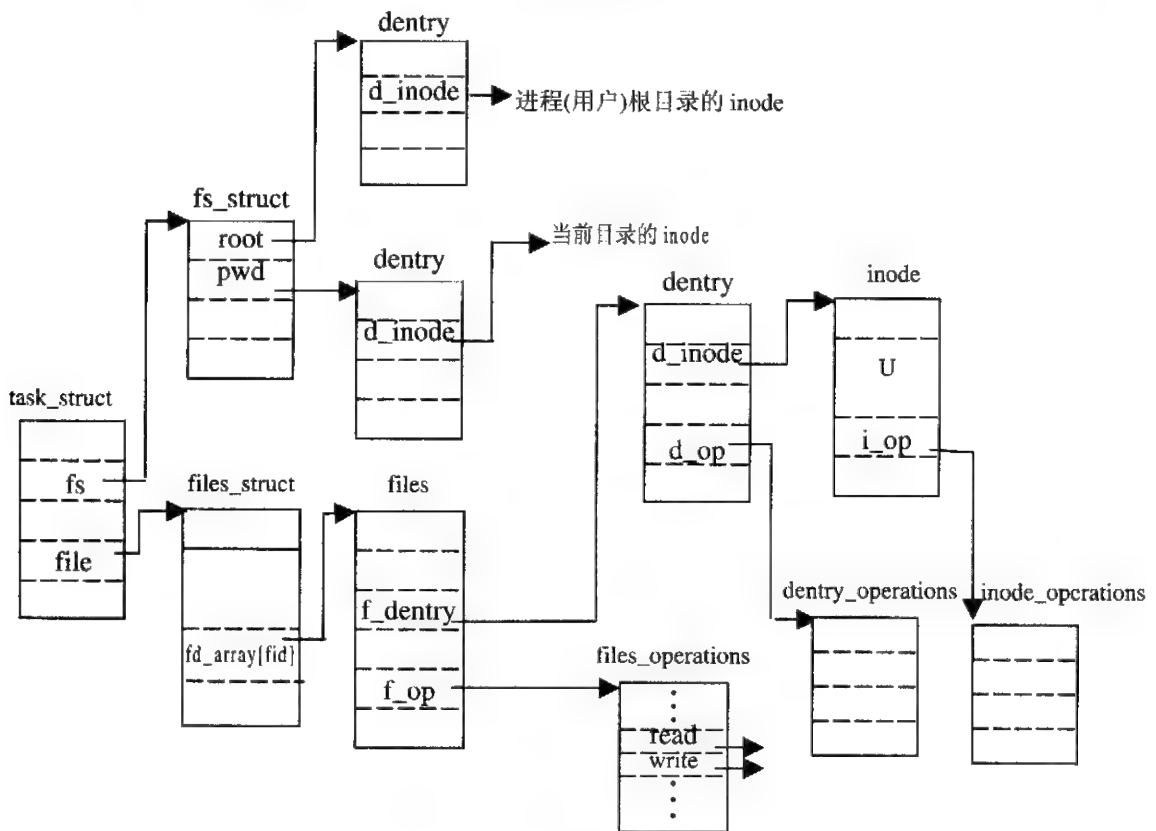 dentry
d_inode
进程(用户)根目录的 inode
fs_struct
root
pwd
当前目录的 inode
dentry
d_inode
dentry
inode
d_inode
U
d_op
i_op
task_struct
fs
file
files_struct
fd_array[fid]
files
f_dentry
f_op
dentry_operations
inode_operations
files_operations
read
write